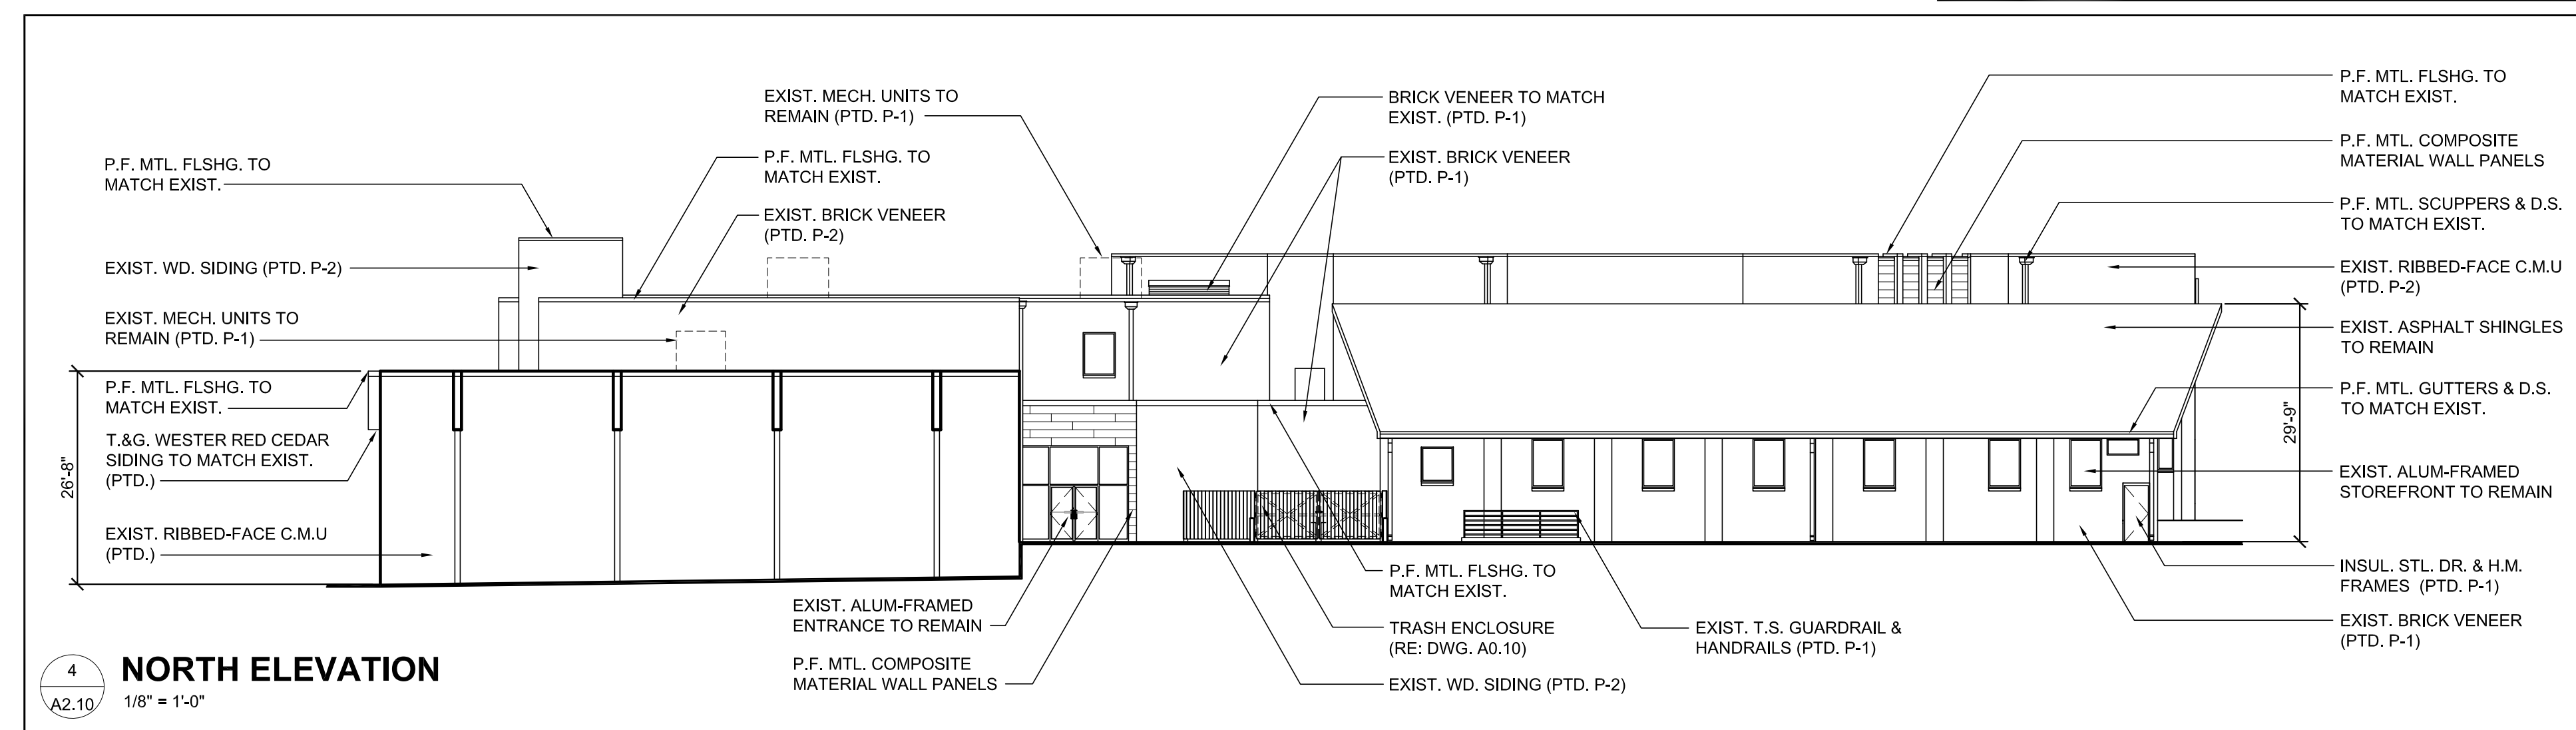 P.F. MTL. FLSHG. TO
MATCH EXIST.
EXIST. WD. SIDING (PTD. P-2)
EXIST. MECH. UNITS TO
REMAIN (PTD. P-1)
P.F. MTL. FLSHG. TO
MATCH EXIST.
T.&G. WESTER RED CEDAR
SIDING TO MATCH EXIST.
(PTD.)
EXIST. RIBBED-FACE C.M.U
(PTD.)
26'-8"
EXIST. MECH. UNITS TO
REMAIN (PTD. P-1)
P.F. MTL. FLSHG. TO
MATCH EXIST.
EXIST. BRICK VENEER
(PTD. P-2)
BRICK VENEER TO MATCH
EXIST. (PTD. P-1)
EXIST. BRICK VENEER
(PTD. P-1)
EXIST. ALUM-FRAMED
ENTRANCE TO REMAIN
P.F. MTL. COMPOSITE
MATERIAL WALL PANELS
P.F. MTL. FLSHG. TO
MATCH EXIST.
TRASH ENCLOSURE
(RE: DWG. A0.10)
EXIST. WD. SIDING (PTD. P-2)
EXIST. T.S. GUARDRAIL &
HANDRAILS (PTD. P-1)
29'-9"
P.F. MTL. FLSHG. TO
MATCH EXIST.
P.F. MTL. COMPOSITE
MATERIAL WALL PANELS
P.F. MTL. SCUPPERS & D.S.
TO MATCH EXIST.
EXIST. RIBBED-FACE C.M.U
(PTD. P-2)
EXIST. ASPHALT SHINGLES
TO REMAIN
P.F. MTL. GUTTERS & D.S.
TO MATCH EXIST.
EXIST. ALUM-FRAMED
STOREFRONT TO REMAIN
INSUL. STL. DR. & H.M.
FRAMES (PTD. P-1)
EXIST. BRICK VENEER
(PTD. P-1)
4
A2.10
NORTH ELEVATION
1/8" = 1'-0"